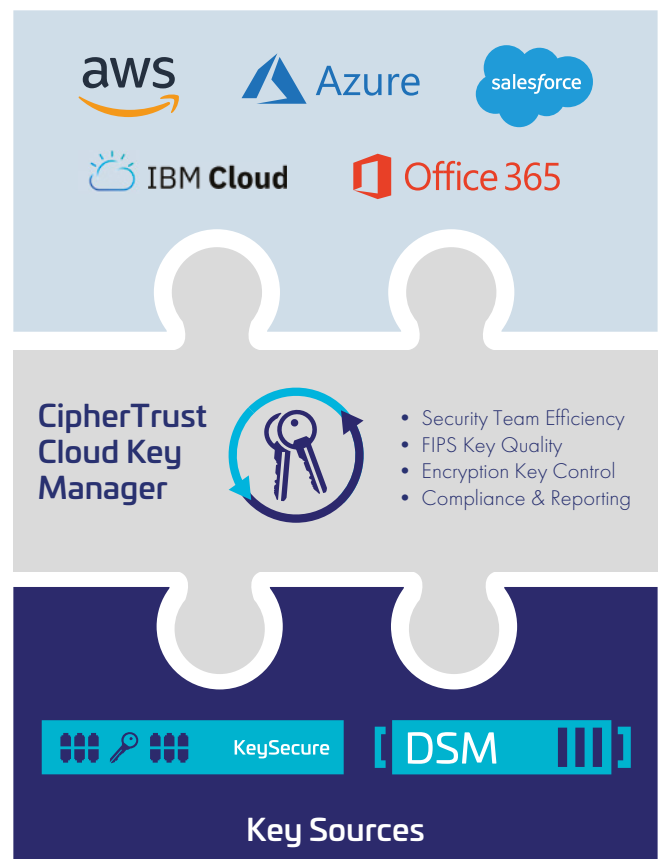 aws
Azure
salesforce
IBM Cloud
Office 365
CipherTrust
Cloud Key
Manager
• Security Team Efficiency
• FIPS Key Quality
• Encryption Key Control
• Compliance & Reporting
KeySecure
DSM
Key Sources